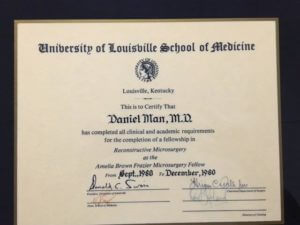 University of Louisville School of Medicine
Louisville, Kentucky
This is to Certify That
Daniel Man, M.D.
has completed all clinical and academic requirements
for the completion of a fellowship in
Reconstructive Microsurgery
as the
Amelia Brown Frazier Microsurgery Fellow
From Sept., 1980 To December, 1980